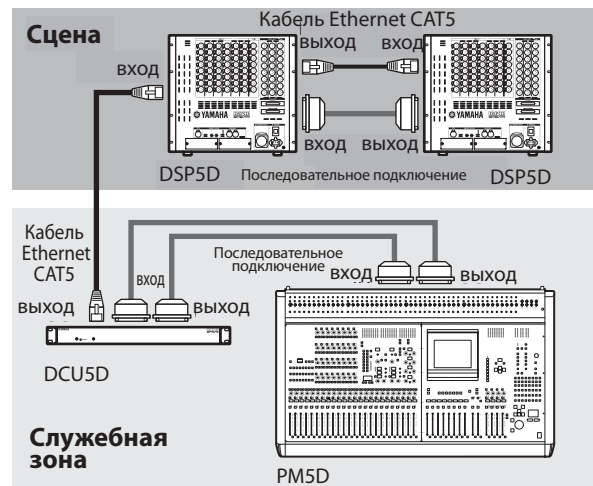 Кабель Ethernet CAT5
Сцена
выход вход
вход
YAMAHA
YAMAHA
вход выход
DSP5D
Последовательное подключение
DSP5D
Кабель
Ethernet
CAT5
Последовательное
подключение
вход
вход
выход
выход
выход
DCU5D
Служебная
зона
PM5D